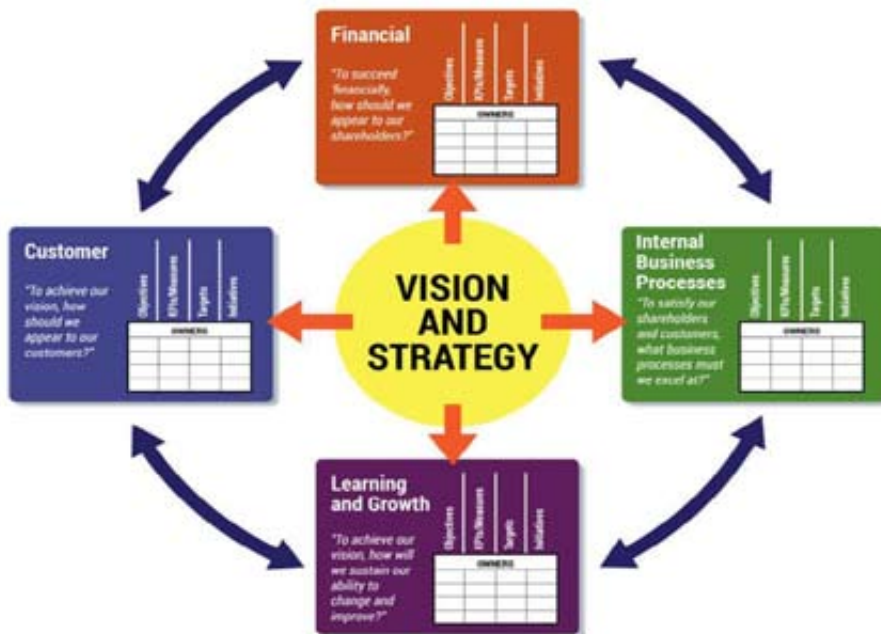 Financial
"To succeed
financially,
how should we
appear to our
shareholders?"
Objectives
KPIs/Measures
Targets
Initiatives
OWNERS
Customer
"To achieve our
vision, how
should we
appear to our
customers?"
Objectives
KPIs/Measures
Targets
Initiatives
OWNERS
VISION
AND
STRATEGY
Internal
Business
Processes
"To satisfy our
shareholders
and customers,
what business
processes must
we excel at?"
Objectives
KPIs/Measures
Targets
Initiatives
OWNERS
Learning
and Growth
"To achieve our
vision, how will
we sustain our
ability to
change and
improve?"
Objectives
KPIs/Measures
Targets
Initiatives
OWNERS